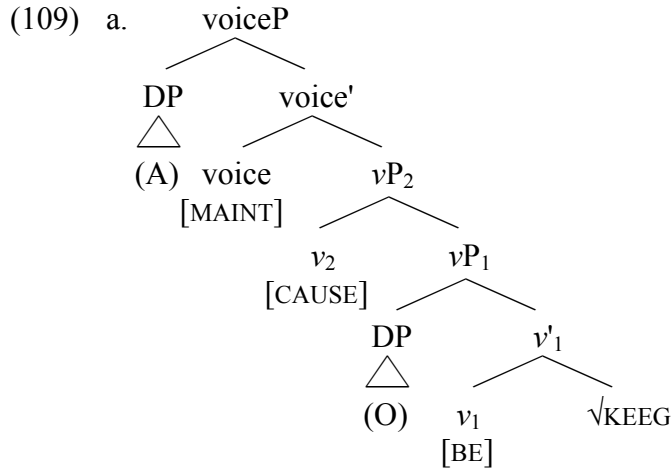 (109) a. voiceP
DP voice'
(A) voice vP₂
[MAINT]
v₂ vP₁
[CAUSE]
DP v'₁
(O) v₁ √KEEG
[BE]